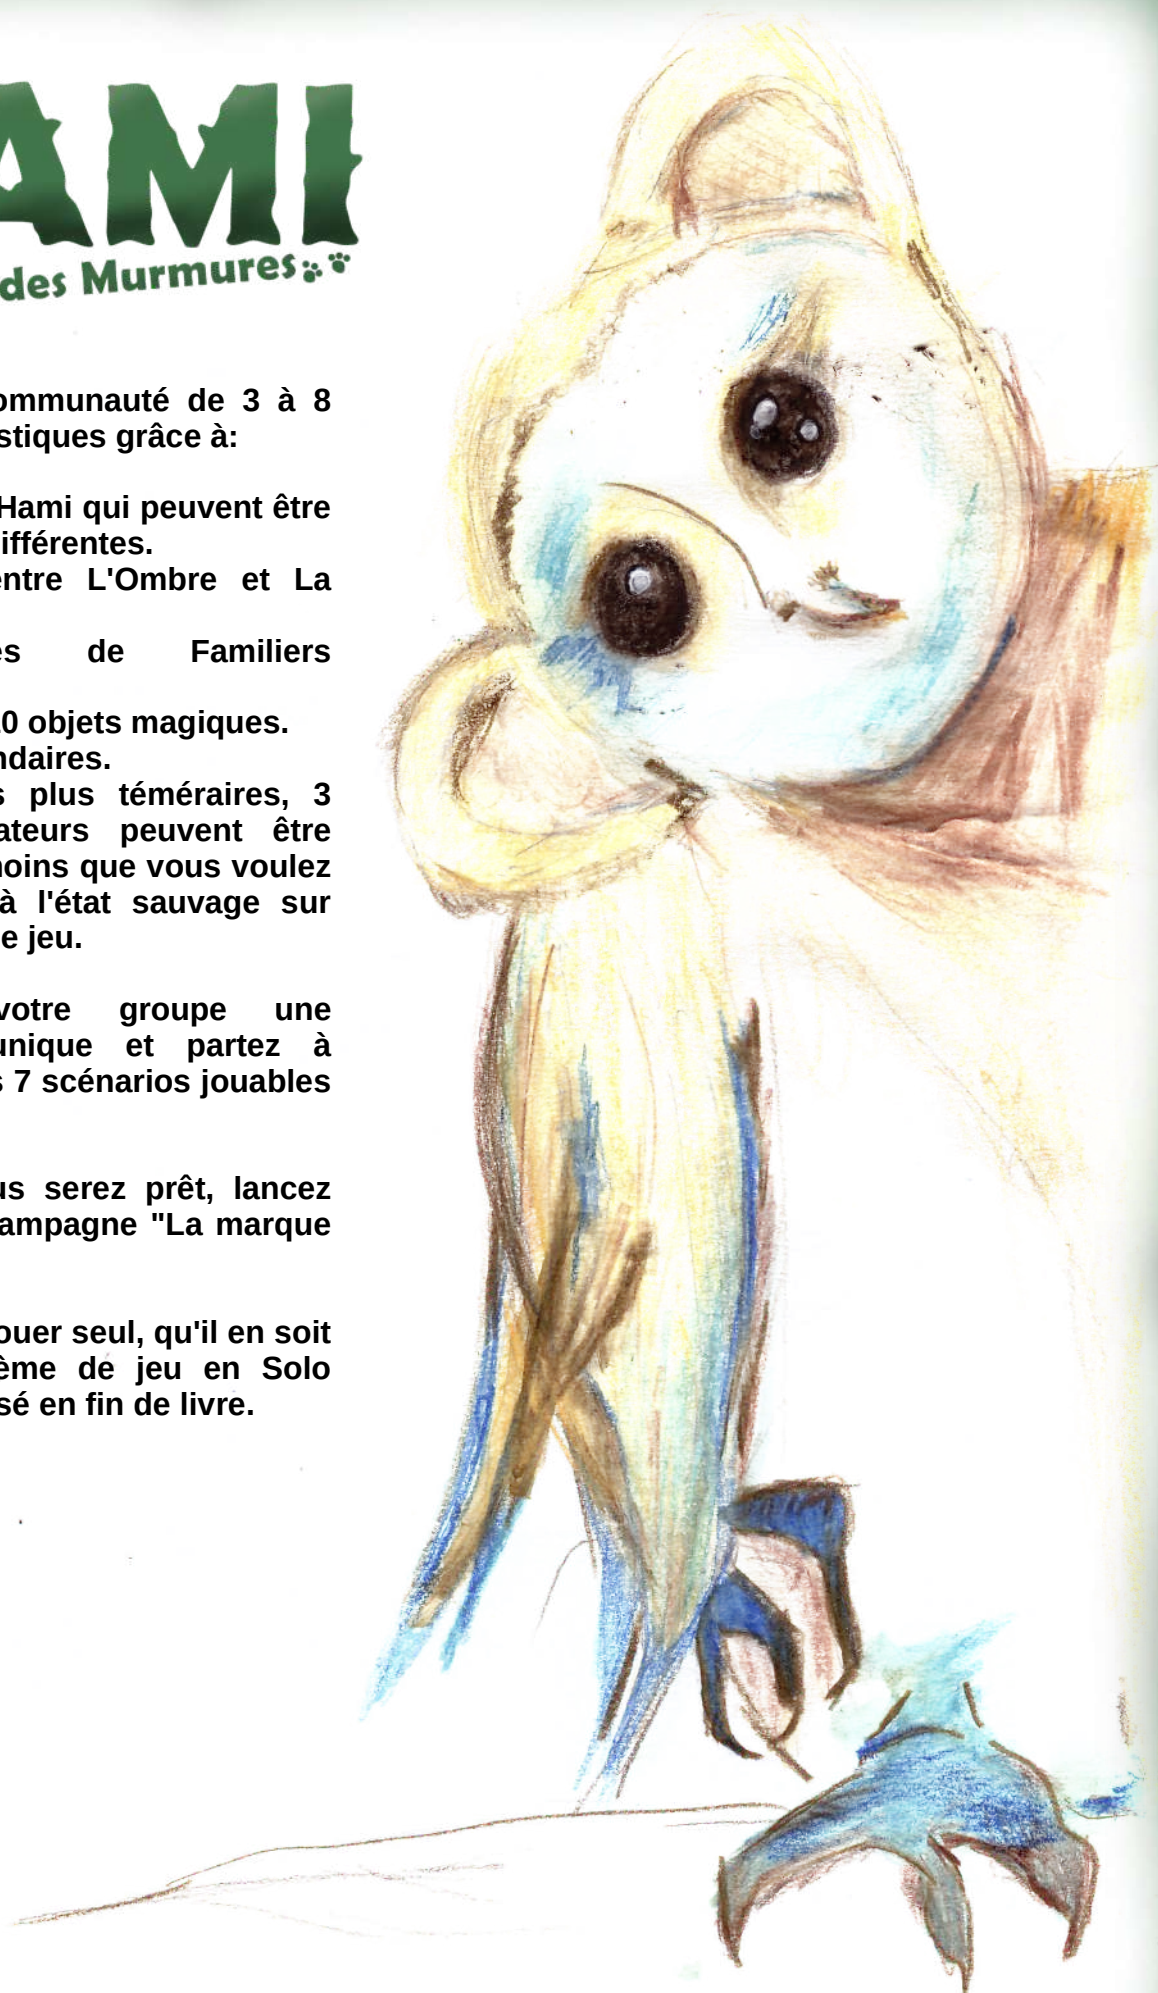 AMI
des Murmures
ommunauté de 3 à 8
stiques grâce à:
Hami qui peuvent être
ifférentes.
entre L'Ombre et La
es de Familiers
0 objets magiques.
ndaires.
s plus téméraires, 3
ateurs peuvent être
moins que vous voulez
à l'état sauvage sur
e jeu.
votre groupe une
unique et partez à
s 7 scénarios jouables
us serez prêt, lancez
ampagne "La marque
ouer seul, qu'il en soit
ème de jeu en Solo
sé en fin de livre.